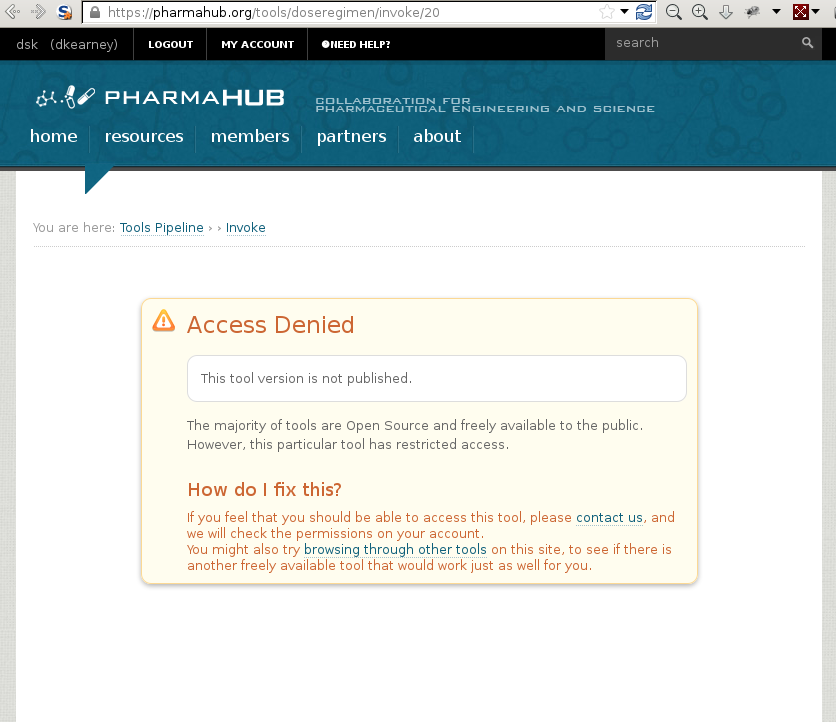 https://pharmahub.org/tools/doseregimen/invoke/20
dsk (dkearney) LOGOUT MY ACCOUNT NEED HELP? search
PHARMAHUB COLLABORATION FOR
PHARMACEUTICAL ENGINEERING AND SCIENCE
home resources members partners about
You are here: Tools Pipeline › › Invoke
Access Denied
This tool version is not published.
The majority of tools are Open Source and freely available to the public.
However, this particular tool has restricted access.
How do I fix this?
If you feel that you should be able to access this tool, please contact us, and
we will check the permissions on your account.
You might also try browsing through other tools on this site, to see if there is
another freely available tool that would work just as well for you.